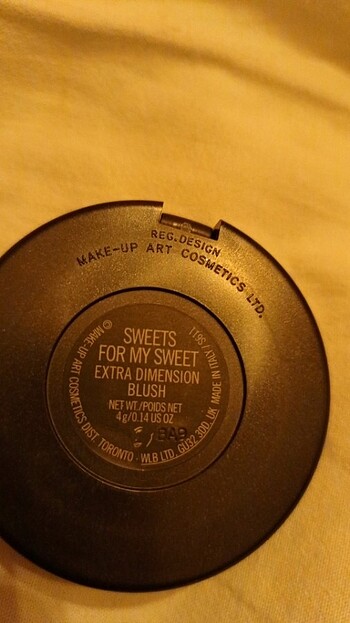 REG.DESIGN
MAKE-UP ART COSMETICS LTD.
SWEETS
FOR MY SWEET
EXTRA DIMENSION
BLUSH
NET WT./POIDS NET
4g/0.14 US OZ
© MAKE-UP ART COSMETICS DIST. TORONTO - WLB LTD. GU32 3DD, UK MADE IN ITALY / S611